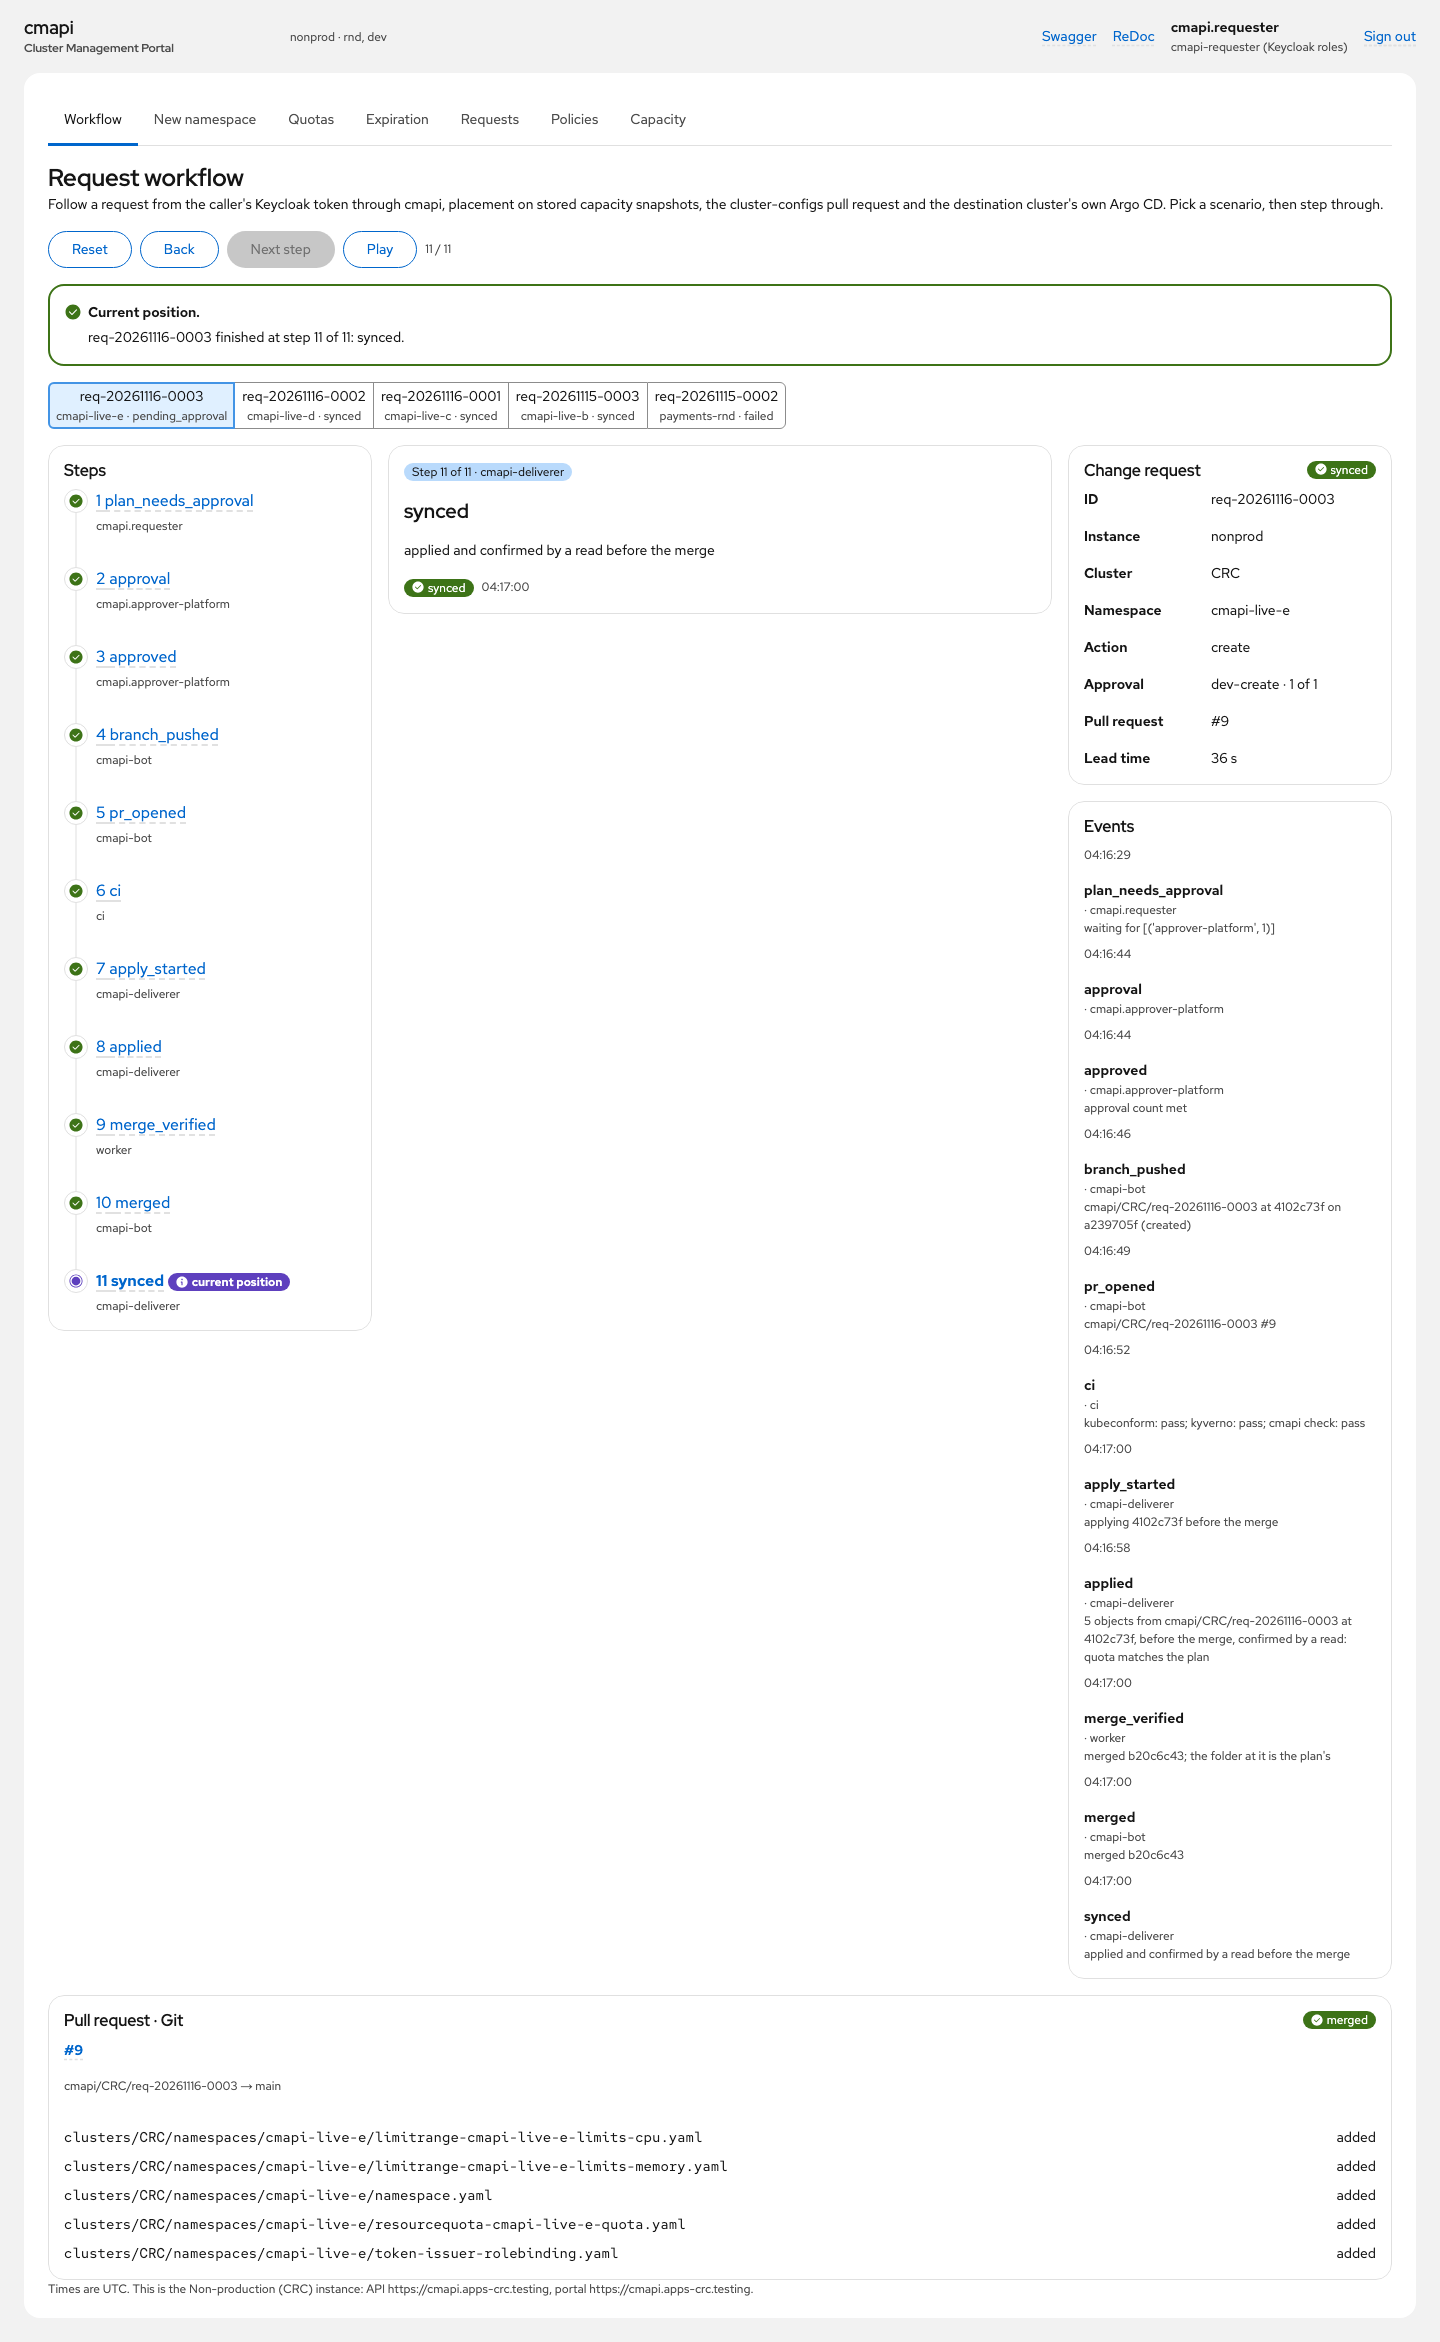 cmapi
Cluster Management Portal
nonprod · rnd, dev
Swagger
ReDoc
cmapi.requester
cmapi-requester (Keycloak roles)
Sign out
Workflow
New namespace
Quotas
Expiration
Requests
Policies
Capacity
Request workflow
Follow a request from the caller's Keycloak token through cmapi, placement on stored capacity snapshots, the cluster-configs pull request and the destination cluster's own Argo CD. Pick a scenario, then step through.
Reset
Back
Next step
Play
11 / 11
Current position.
req-20261116-0003 finished at step 11 of 11: synced.
req-20261116-0003
cmapi-live-e · pending_approval
req-20261116-0002
cmapi-live-d · synced
req-20261116-0001
cmapi-live-c · synced
req-20261115-0003
cmapi-live-b · synced
req-20261115-0002
payments-rnd · failed
Steps
1 plan_needs_approval
cmapi.requester
2 approval
cmapi.approver-platform
3 approved
cmapi.approver-platform
4 branch_pushed
cmapi-bot
5 pr_opened
cmapi-bot
6 ci
ci
7 apply_started
cmapi-deliverer
8 applied
cmapi-deliverer
9 merge_verified
worker
10 merged
cmapi-bot
11 synced current position
cmapi-deliverer
Step 11 of 11 · cmapi-deliverer
synced
applied and confirmed by a read before the merge
synced 04:17:00
Change request synced
ID req-20261116-0003
Instance nonprod
Cluster CRC
Namespace cmapi-live-e
Action create
Approval dev-create · 1 of 1
Pull request #9
Lead time 36 s
Events
04:16:29
plan_needs_approval
· cmapi.requester
waiting for [('approver-platform', 1)]
04:16:44
approval
· cmapi.approver-platform
04:16:44
approved
· cmapi.approver-platform
approval count met
04:16:46
branch_pushed
· cmapi-bot
cmapi/CRC/req-20261116-0003 at 4102c73f on
a239705f (created)
04:16:49
pr_opened
· cmapi-bot
cmapi/CRC/req-20261116-0003 #9
04:16:52
ci
· ci
kubeconform: pass; kyverno: pass; cmapi check: pass
04:17:00
apply_started
· cmapi-deliverer
applying 4102c73f before the merge
04:16:58
applied
· cmapi-deliverer
5 objects from cmapi/CRC/req-20261116-0003 at
4102c73f, before the merge, confirmed by a read:
quota matches the plan
04:17:00
merge_verified
· worker
merged b20c6c43; the folder at it is the plan's
04:17:00
merged
· cmapi-bot
merged b20c6c43
04:17:00
synced
· cmapi-deliverer
applied and confirmed by a read before the merge
Pull request · Git merged
#9
cmapi/CRC/req-20261116-0003 → main
clusters/CRC/namespaces/cmapi-live-e/limitrange-cmapi-live-e-limits-cpu.yaml added
clusters/CRC/namespaces/cmapi-live-e/limitrange-cmapi-live-e-limits-memory.yaml added
clusters/CRC/namespaces/cmapi-live-e/namespace.yaml added
clusters/CRC/namespaces/cmapi-live-e/resourcequota-cmapi-live-e-quota.yaml added
clusters/CRC/namespaces/cmapi-live-e/token-issuer-rolebinding.yaml added
Times are UTC. This is the Non-production (CRC) instance: API https://cmapi.apps-crc.testing, portal https://cmapi.apps-crc.testing.